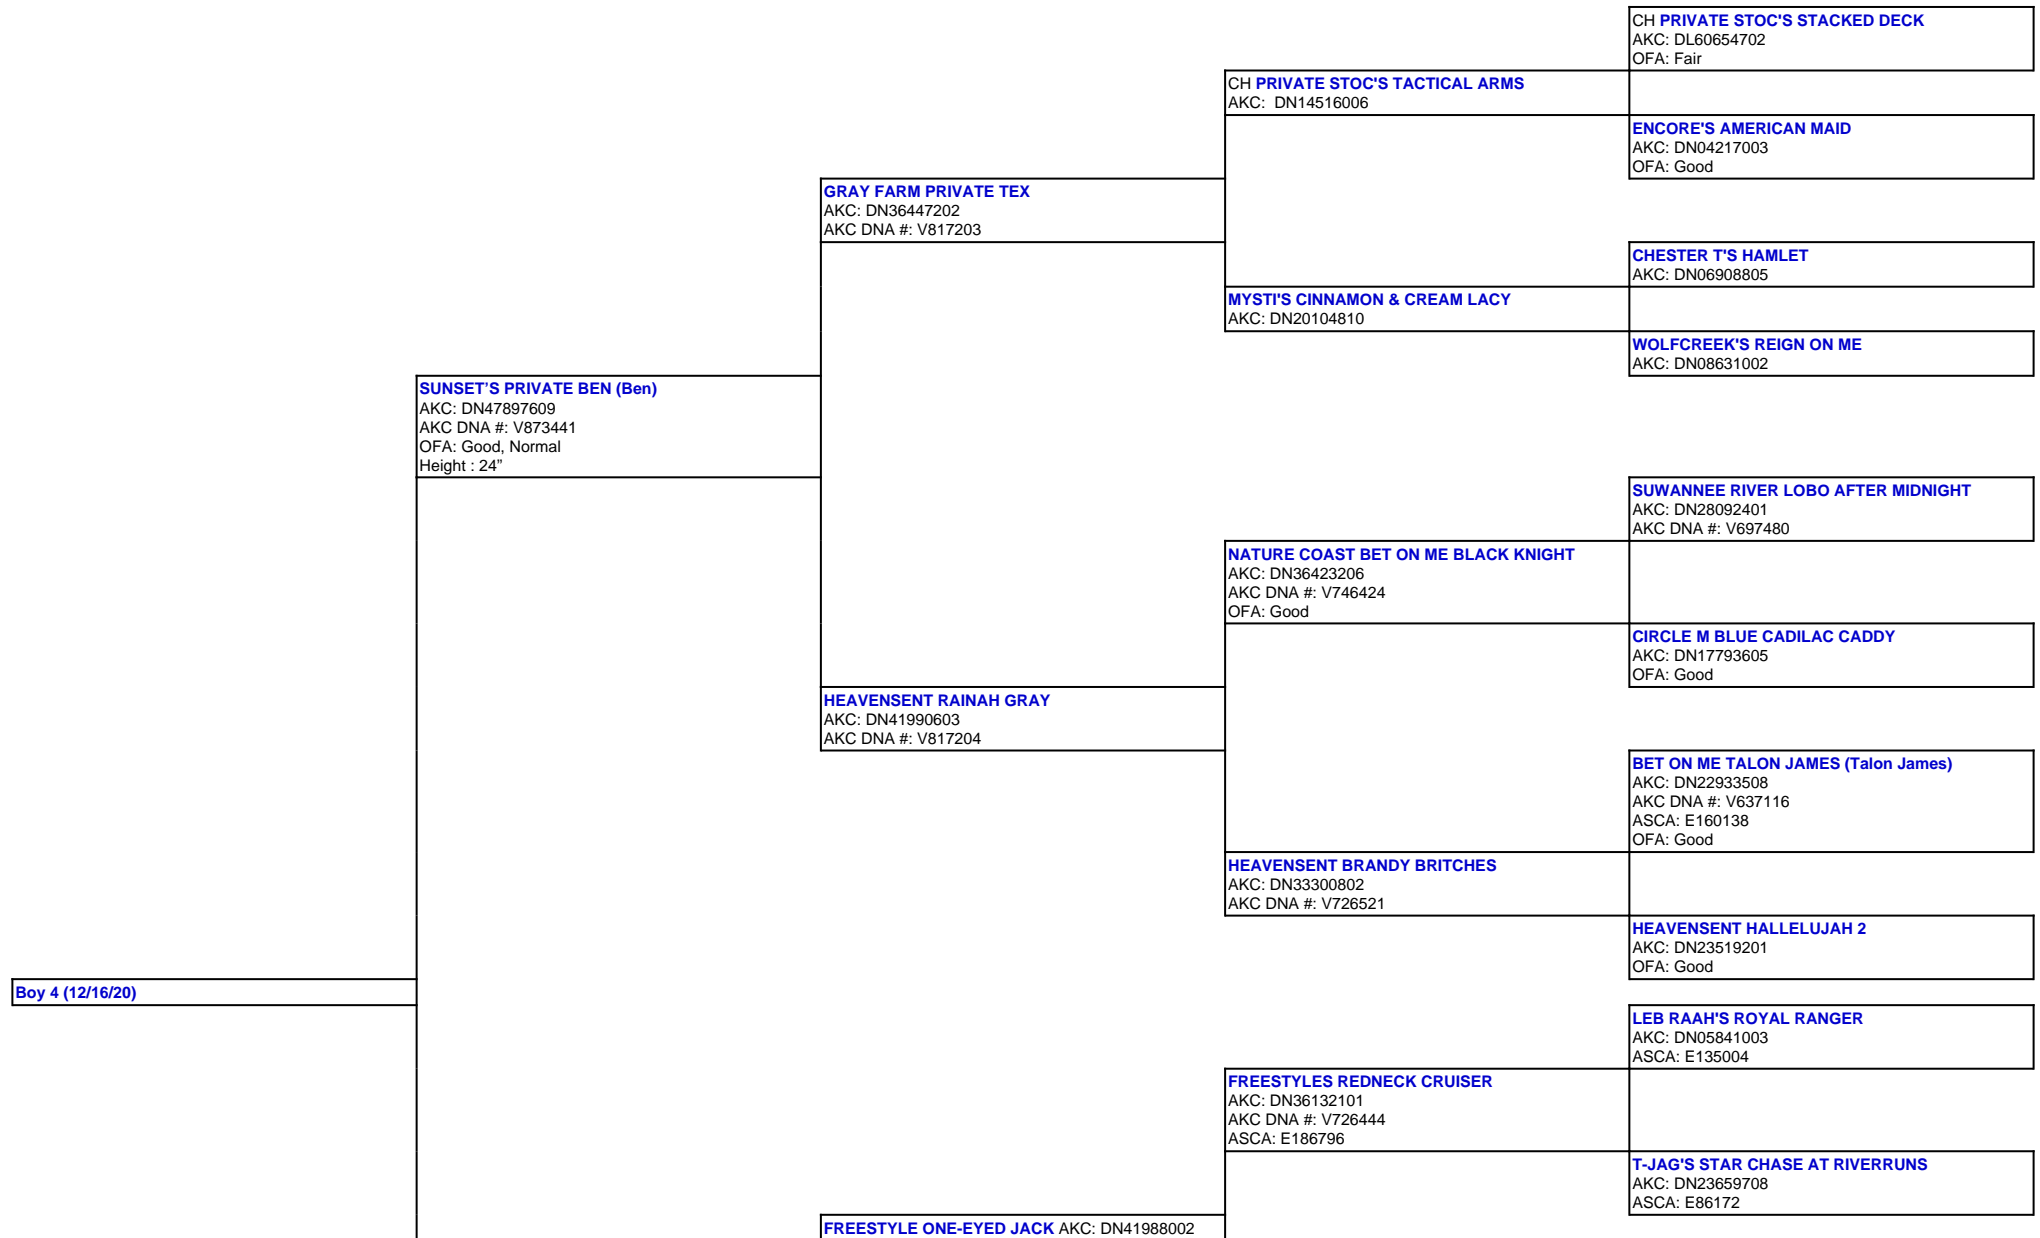 CH PRIVATE STOC'S STACKED DECK
AKC: DL60654702
OFA: Fair
CH PRIVATE STOC'S TACTICAL ARMS
AKC:  DN14516006
ENCORE'S AMERICAN MAID
AKC: DN04217003
OFA: Good
GRAY FARM PRIVATE TEX
AKC: DN36447202
AKC DNA #: V817203
CHESTER T'S HAMLET
AKC: DN06908805
MYSTI'S CINNAMON & CREAM LACY
AKC: DN20104810
WOLFCREEK'S REIGN ON ME
AKC: DN08631002
SUNSET’S PRIVATE BEN (Ben)
AKC: DN47897609
AKC DNA #: V873441
OFA: Good, Normal
Height : 24”
SUWANNEE RIVER LOBO AFTER MIDNIGHT
AKC: DN28092401
AKC DNA #: V697480
NATURE COAST BET ON ME BLACK KNIGHT
AKC: DN36423206
AKC DNA #: V746424
OFA: Good
CIRCLE M BLUE CADILAC CADDY
AKC: DN17793605
OFA: Good
HEAVENSENT RAINAH GRAY
AKC: DN41990603
AKC DNA #: V817204
BET ON ME TALON JAMES (Talon James)
AKC: DN22933508
AKC DNA #: V637116
ASCA: E160138
OFA: Good
HEAVENSENT BRANDY BRITCHES
AKC: DN33300802
AKC DNA #: V726521
HEAVENSENT HALLELUJAH 2
AKC: DN23519201
OFA: Good
Boy 4 (12/16/20)
LEB RAAH'S ROYAL RANGER
AKC: DN05841003
ASCA: E135004
FREESTYLES REDNECK CRUISER
AKC: DN36132101
AKC DNA #: V726444
ASCA: E186796
T-JAG'S STAR CHASE AT RIVERRUNS
AKC: DN23659708
ASCA: E86172
FREESTYLE ONE-EYED JACK AKC: DN41988002